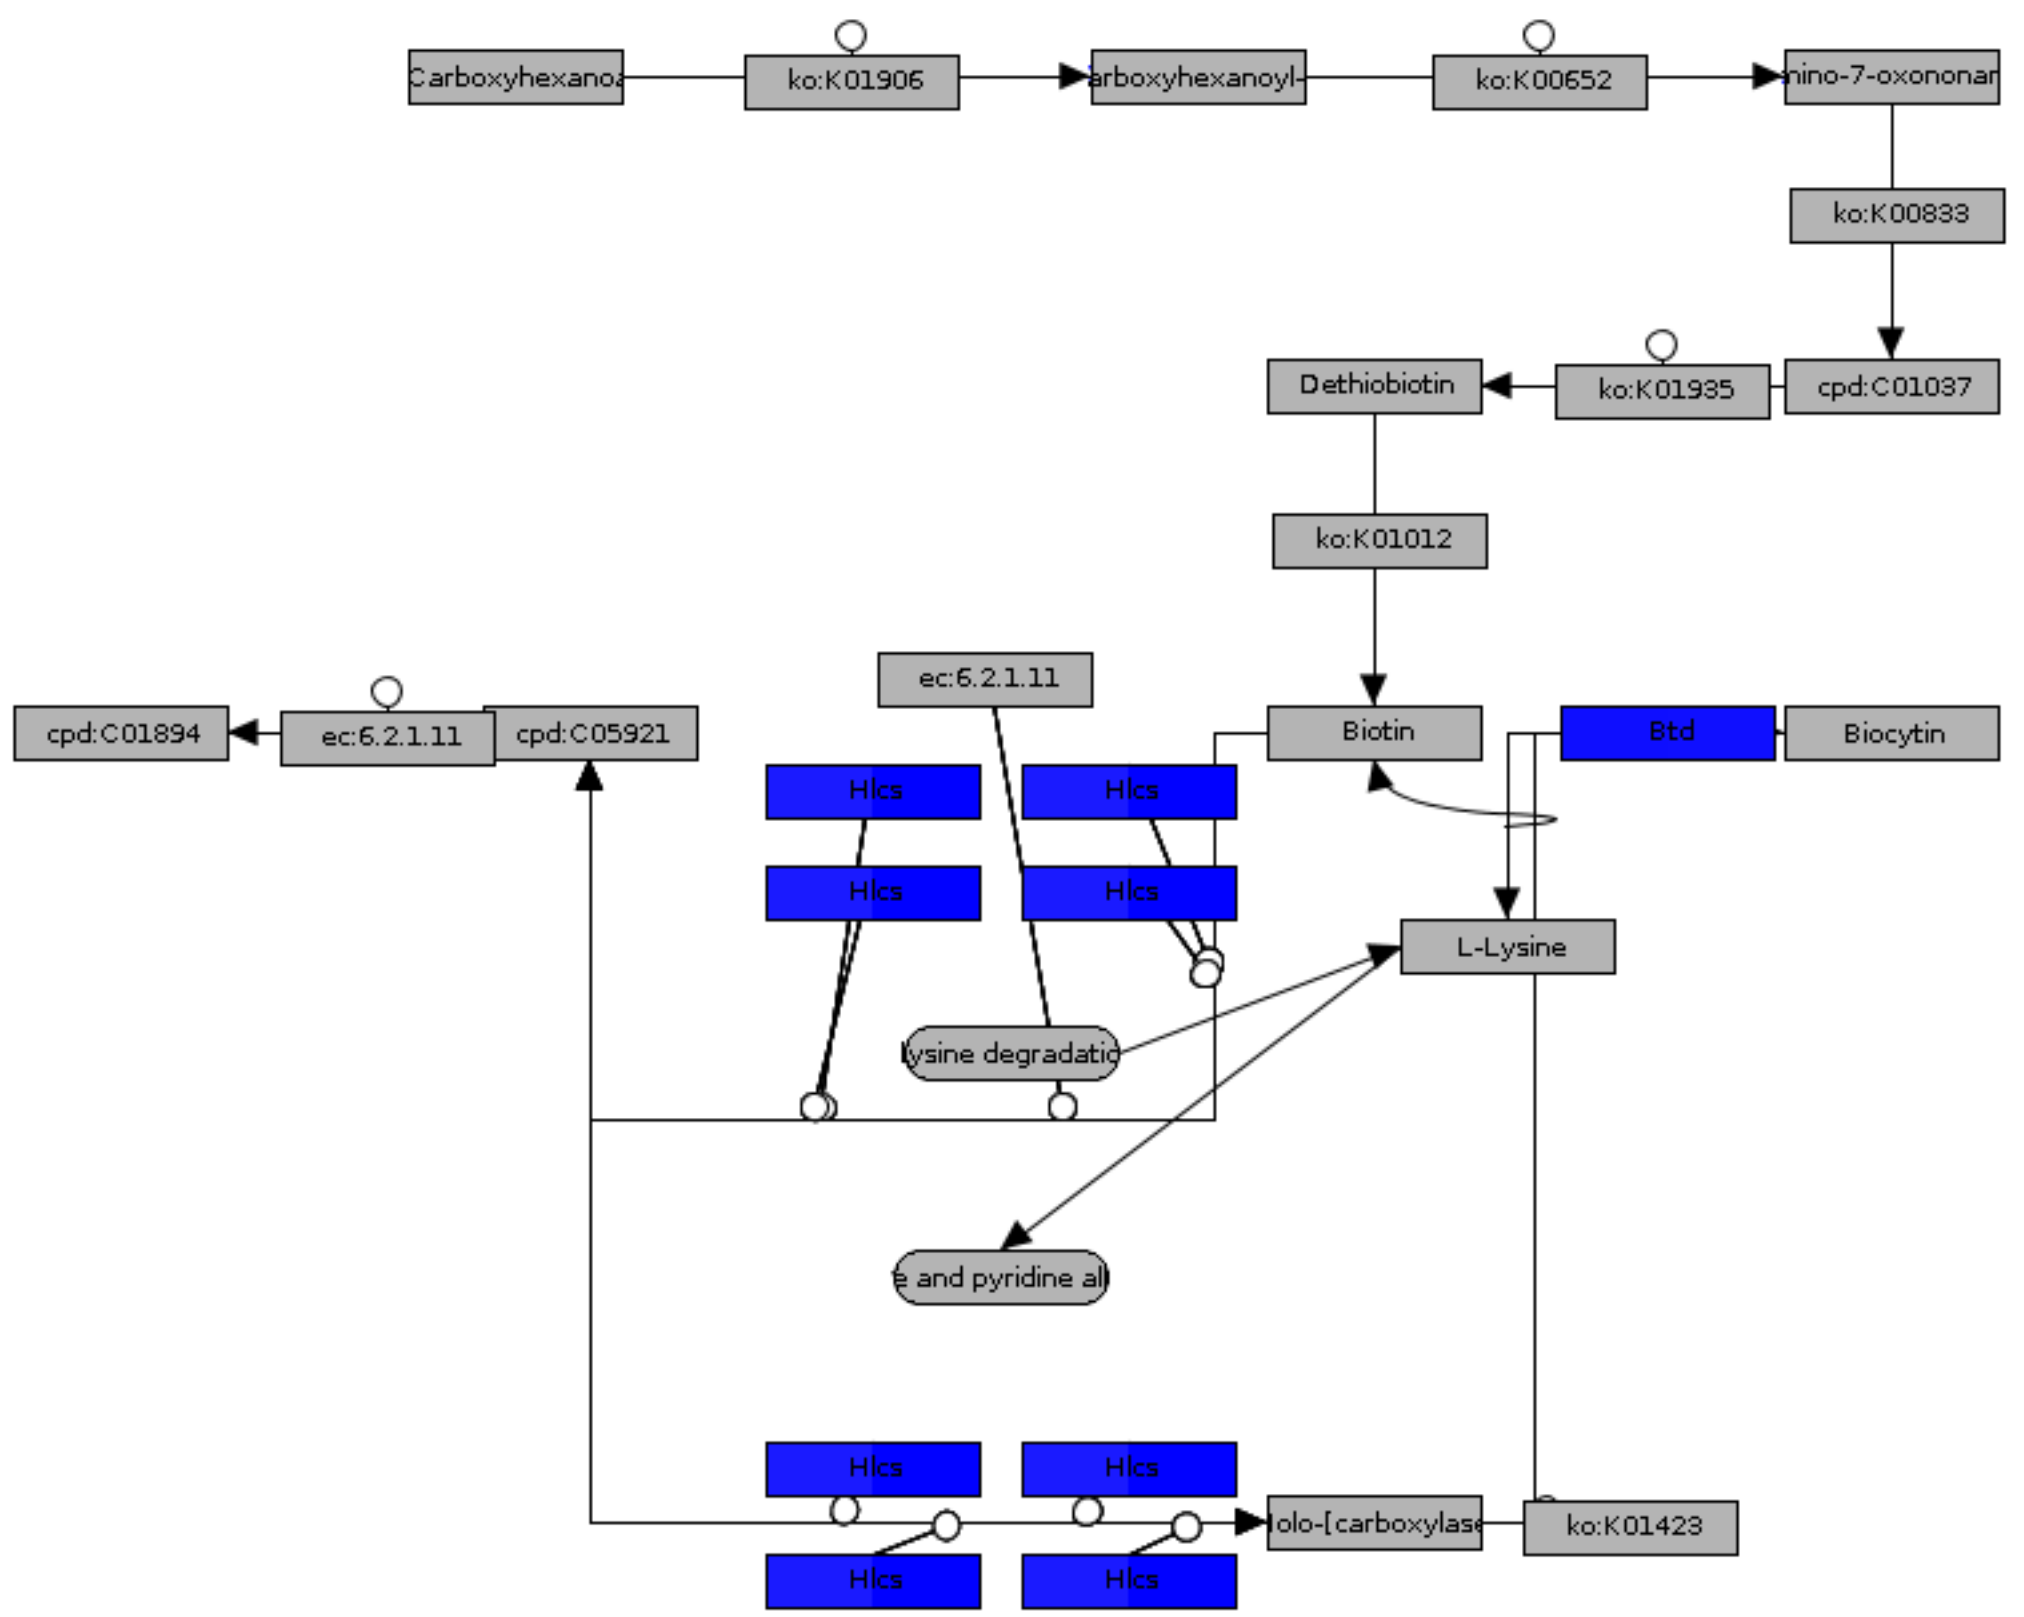 Carboxyhexanoa
ko:K01906
arboxyhexanoyl-
ko:K00652
nino-7-oxononar
ko:K00833
Dethiobiotin
ko:K01935
cpd:C01037
ko:K01012
ec:6.2.1.11
cpd:C01894
ec:6.2.1.11
cpd:C05921
Biotin
Btd
Biocytin
Hlcs
Hlcs
Hlcs
Hlcs
L-Lysine
lysine degradatio
e and pyridine all
Hlcs
Hlcs
olo-[carboxylase
ko:K01423
Hlcs
Hlcs